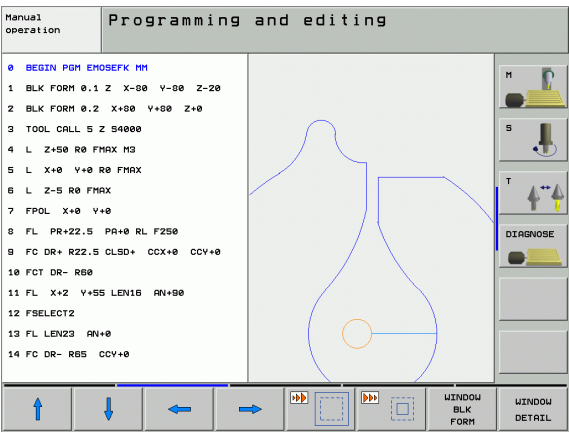 Manual
operation
Programming and editing
0 BEGIN PGM EMOSEFK MM
1 BLK FORM 0.1 Z X-80 Y-80 Z-20
2 BLK FORM 0.2 X+80 Y+80 Z+0
3 TOOL CALL 5 Z S4000
4 L Z+50 R0 FMAX M3
5 L X+0 Y+0 R0 FMAX
6 L Z-5 R0 FMAX
7 FPOL X+0 Y+0
8 FL PR+22.5 PA+0 RL F250
9 FC DR+ R22.5 CLSD+ CCX+0 CCY+0
10 FCT DR- R60
11 FL X+2 Y+55 LEN16 AN+90
12 FSELECT2
13 FL LEN23 AN+0
14 FC DR- R65 CCY+0
M
S
T
DIAGNOSE
WINDOW
BLK
FORM
WINDOW
DETAIL